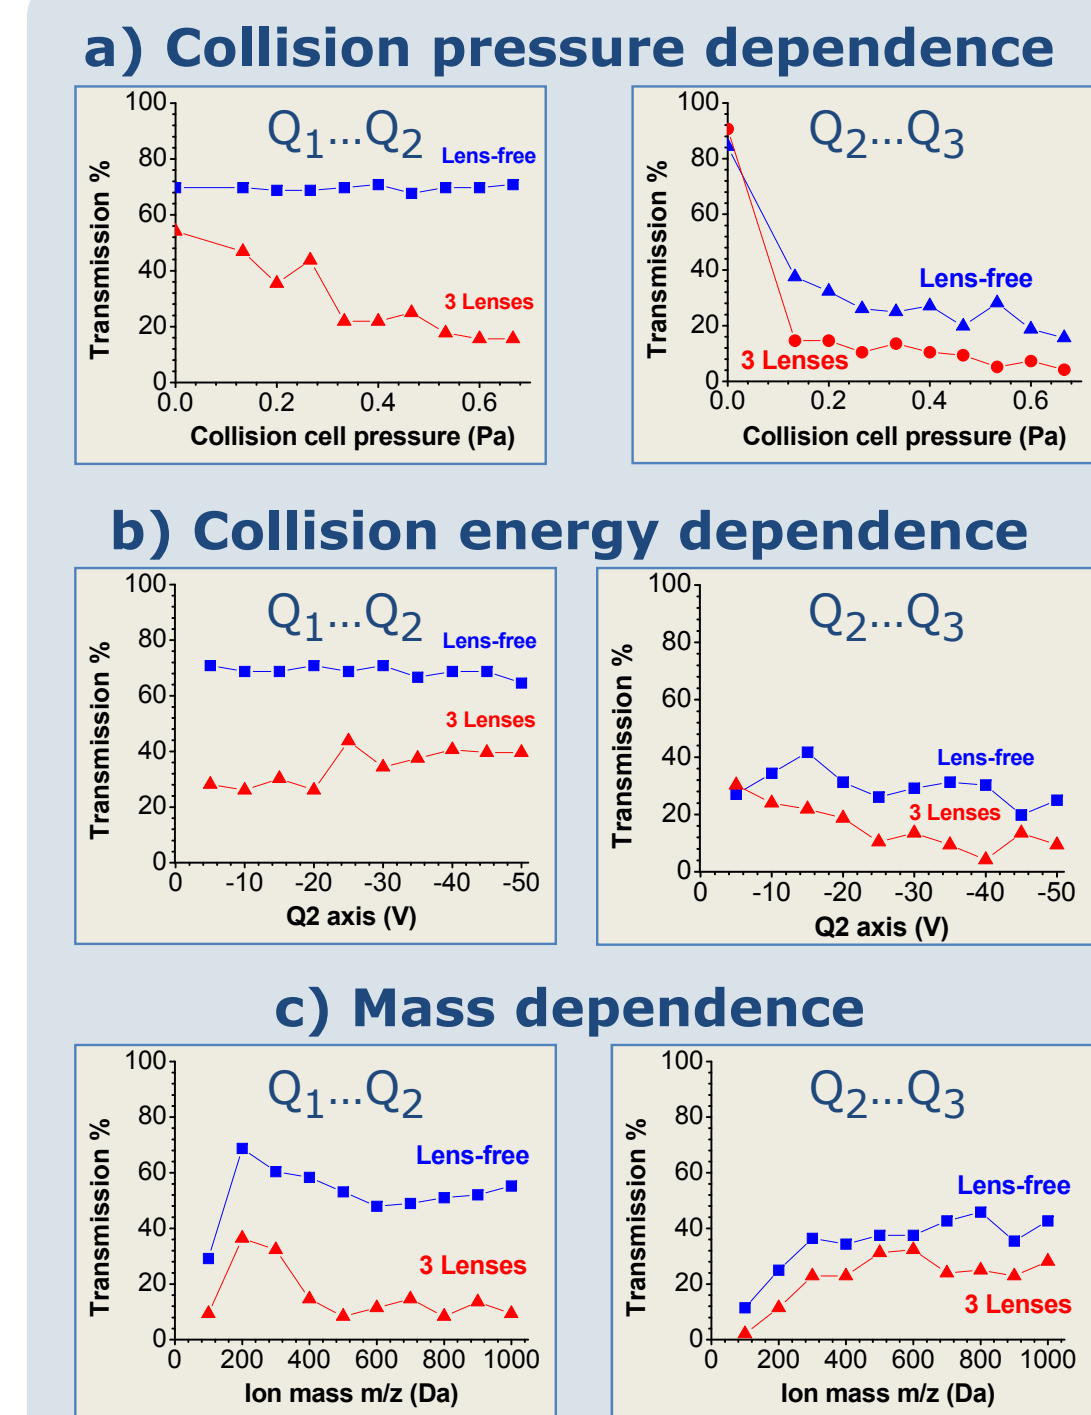 a) Collision pressure dependence
Q1...Q2
Lens-free
3 Lenses
Transmission %
100
80
60
40
20
0
0.0 0.2 0.4 0.6
Collision cell pressure (Pa)
Q2...Q3
Lens-free
3 Lenses
Transmission %
100
80
60
40
20
0
0.0 0.2 0.4 0.6
Collision cell pressure (Pa)
b) Collision energy dependence
Q1...Q2
Lens-free
3 Lenses
Transmission %
100
80
60
40
20
0
0 -10 -20 -30 -40 -50
Q2 axis (V)
Q2...Q3
Lens-free
3 Lenses
Transmission %
100
80
60
40
20
0
0 -10 -20 -30 -40 -50
Q2 axis (V)
c) Mass dependence
Q1...Q2
Lens-free
3 Lenses
Transmission %
100
80
60
40
20
0
0 200 400 600 800 1000
Ion mass m/z (Da)
Q2...Q3
Lens-free
3 Lenses
Transmission %
100
80
60
40
20
0
0 200 400 600 800 1000
Ion mass m/z (Da)